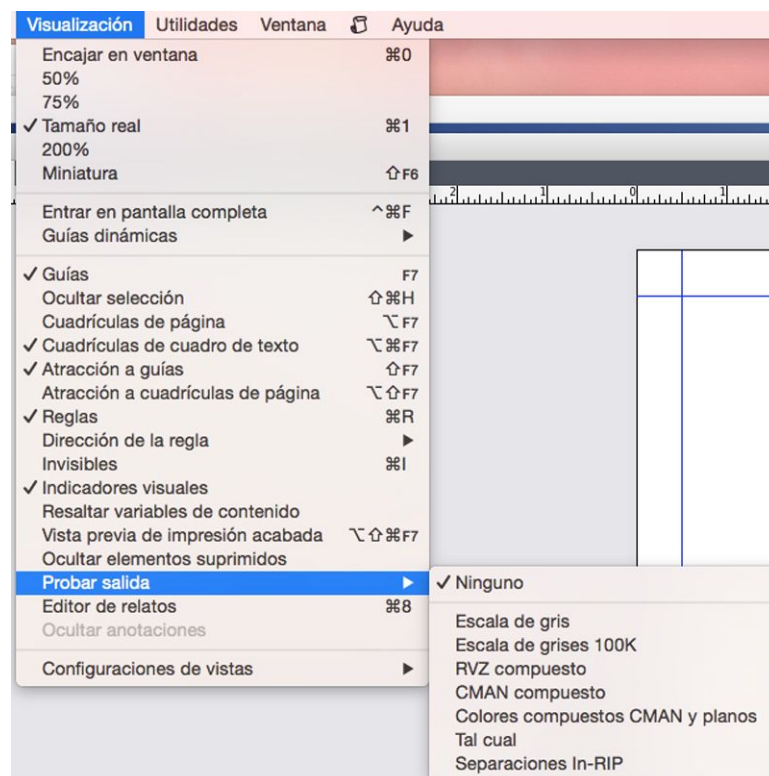 Visualización Utilidades Ventana Ayuda
Encajar en ventana ⌘0
50%
75%
✓ Tamaño real ⌘1
200%
Miniatura ⇧F6
Entrar en pantalla completa ^⌘F
Guías dinámicas ▶
✓ Guías F7
Ocultar selección ⇧⌘H
Cuadrículas de página ⌥F7
✓ Cuadrículas de cuadro de texto ⌥⌘F7
✓ Atracción a guías ⇧F7
Atracción a cuadrículas de página ⌥⇧F7
✓ Reglas ⌘R
Dirección de la regla ▶
Invisibles ⌘I
✓ Indicadores visuales
Resaltar variables de contenido
Vista previa de impresión acabada ⌥⇧⌘F7
Ocultar elementos suprimidos
Probar salida ▶
Editor de relatos ⌘8
Ocultar anotaciones
Configuraciones de vistas ▶
2 1 0 1
✓ Ninguno
Escala de gris
Escala de grises 100K
RVZ compuesto
CMAN compuesto
Colores compuestos CMAN y planos
Tal cual
Separaciones In-RIP